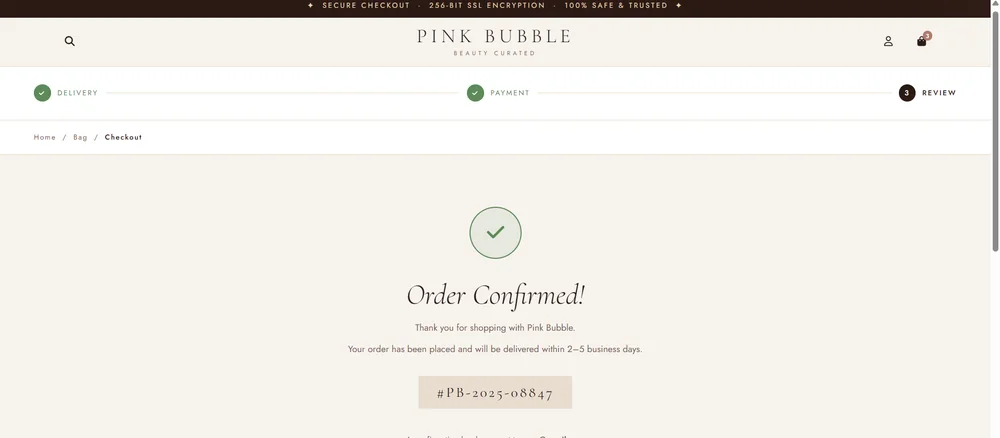 ✦ SECURE CHECKOUT · 256-BIT SSL ENCRYPTION · 100% SAFE & TRUSTED ✦
PINK BUBBLE
3
BEAUTY CURATED
DELIVERY
PAYMENT
3 REVIEW
Home / Bag / Checkout
Order Confirmed!
Thank you for shopping with Pink Bubble.
Your order has been placed and will be delivered within 2–5 business days.
#PB-2025-08847